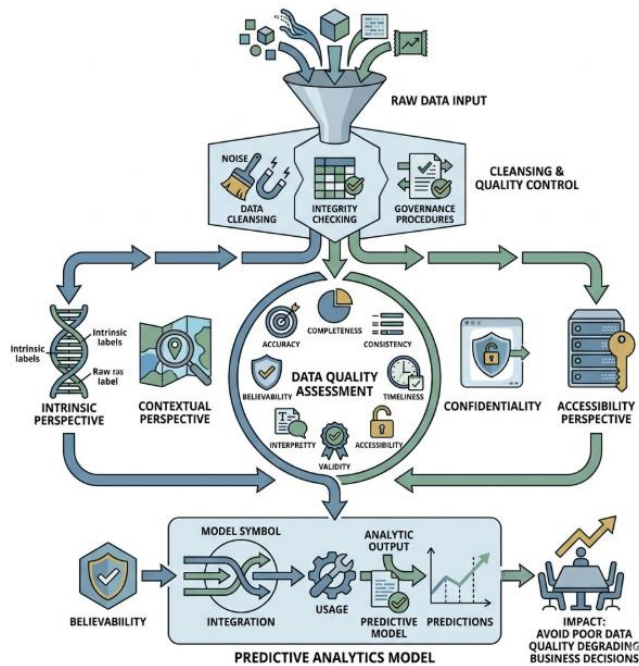 RAW DATA INPUT
NOISE
DATA
CLEANSING
INTEGRITY
CHECKING
GOVERNANCE
PROCEDURES
CLEANSING &
QUALITY CONTROL
Intrinsic
labels
Intrinsic
labels
Raw ras
label
INTRINSIC
PERSPECTIVE
CONTEXTUAL
PERSPECTIVE
ACCURACY
COMPLETENESS
CONSISTENCY
BELIEVABILITY
DATA QUALITY
ASSESSMENT
TIMELINESS
INTERPRETTY
VALIDITY
ACCESSIBILITY
CONFIDENTIALITY
ACCESSIBILITY
PERSPECTIVE
BELIEVABIILITY
MODEL SYMBOL
INTEGRATION
USAGE
ANALYTIC
OUTPUT
PREDICTIVE
MODEL
PREDICTIONS
IMPACT:
AVOID POOR DATA
QUALITY DEGRADING
BUSINESS DECISIONS
PREDICTIVE ANALYTICS MODEL